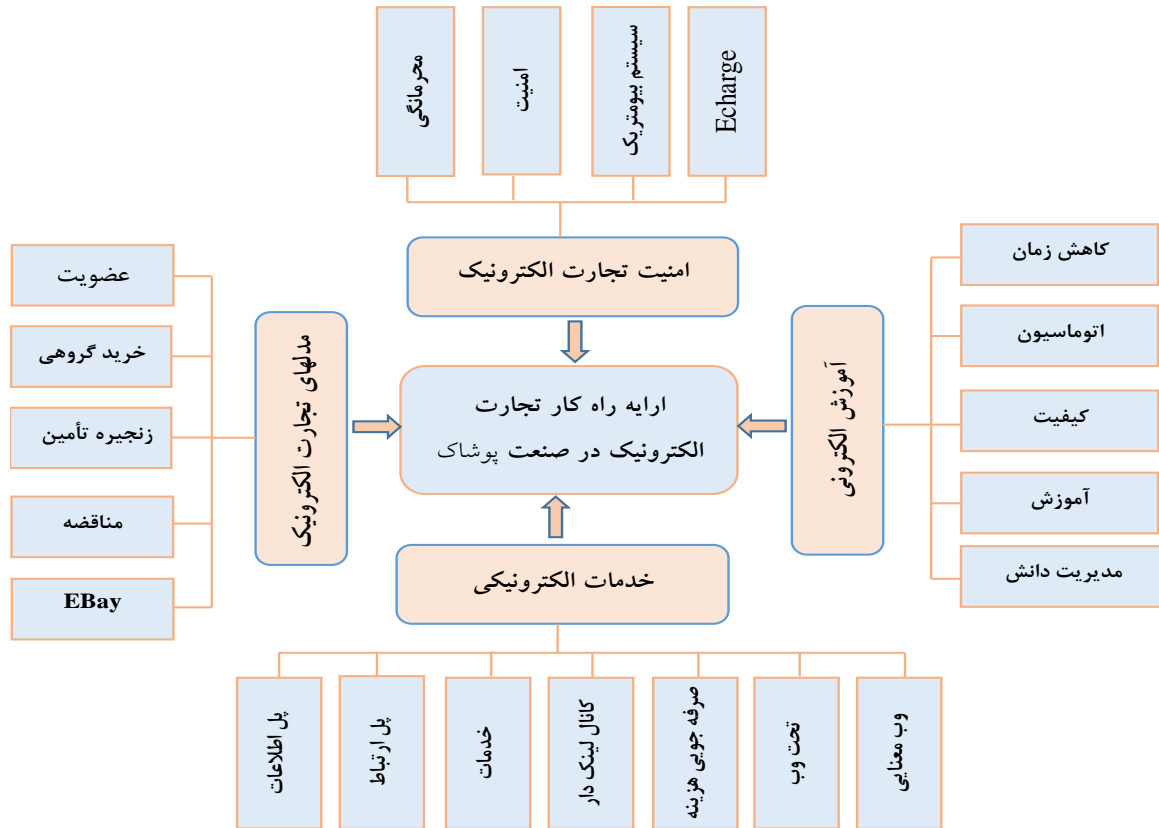 محرمانگی
امنیت
سیستم بیومتریک
Echarge
امنیت تجارت الکترونیک
عضویت
خرید گروهی
زنجیره تأمین
مناقضه
EBay
مدلهای تجارت الکترونیک
ارایه راه کار تجارت
الکترونیک در صنعت پوشاک
آموزش الکترونی
کاهش زمان
اتوماسیون
کیفیت
آموزش
مدیریت دانش
خدمات الکترونیکی
پل اطلاعات
پل ارتباط
خدمات
کانال لینک دار
صرفه جویی هزینه
تحت وب
وب معنایی